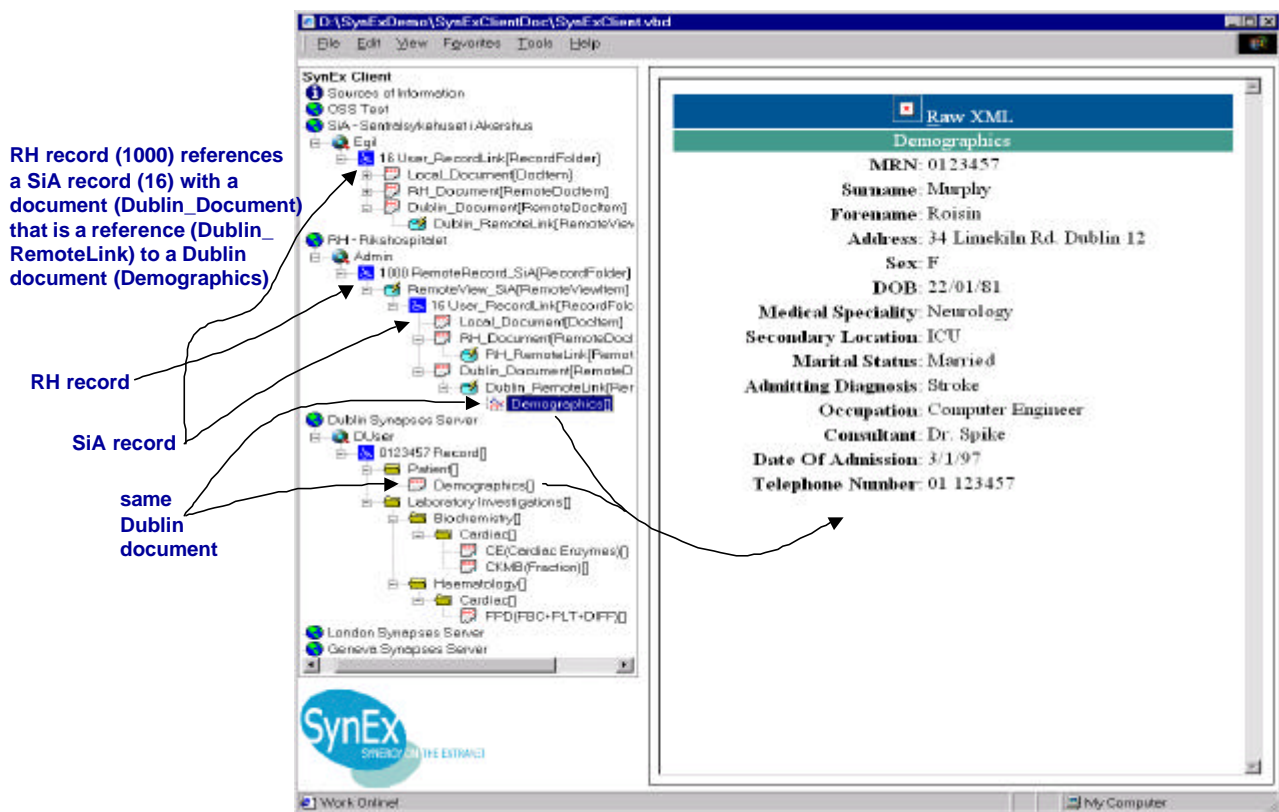 D:\SynExDemo\SynExClientDoc\SynExClient.vbd
File Edit View Favorites Tools Help
RH record (1000) references
a SiA record (16) with a
document (Dublin_Document)
that is a reference (Dublin_
RemoteLink) to a Dublin
document (Demographics)
RH record
SiA record
same
Dublin
document
SynEx Client
Sources of Information
OSS Test
SiA - Sentralsykehuset i Akershus
Egil
16 User_RecordLink[RecordFolder]
Local_Document[DocItem]
RH_Document[RemoteDocItem]
Dublin_Document[RemoteDocItem]
Dublin_RemoteLink[RemoteView
RH - Rikshospitalet
Admin
1000 RemoteRecord_SiA[RecordFolder]
RemoteView_SiA[RemoteViewItem]
16 User_RecordLink[RecordFolc
Local_Document[DocItem]
RH_Document[RemoteDocI
RH_RemoteLink[Remot
Dublin_Document[RemoteD
Dublin_RemoteLink[Rer
Demographics[]
Dublin Synapses Server
DUser
0123457 Record[]
Patient[]
Demographics[]
Laboratory Investigations[]
Biochemistry[]
Cardiac[]
CE(Cardiac Enzymes)[]
CKMB(Fraction)[]
Haematology[]
Cardiac[]
FPD(FBC+PLT+DIFF)[]
London Synapses Server
Geneva Synapses Server
SynEx
SYNERGY ON THE EXTRANET
Raw XML
Demographics
MRN: 0123457
Surname: Murphy
Forename: Roisin
Address: 34 Limekiln Rd. Dublin 12
Sex: F
DOB: 22/01/81
Medical Speciality: Neurology
Secondary Location: ICU
Marital Status: Married
Admitting Diagnosis: Stroke
Occupation: Computer Engineer
Consultant: Dr. Spike
Date Of Admission: 3/1/97
Telephone Number: 01 123457
Work Online!
My Computer